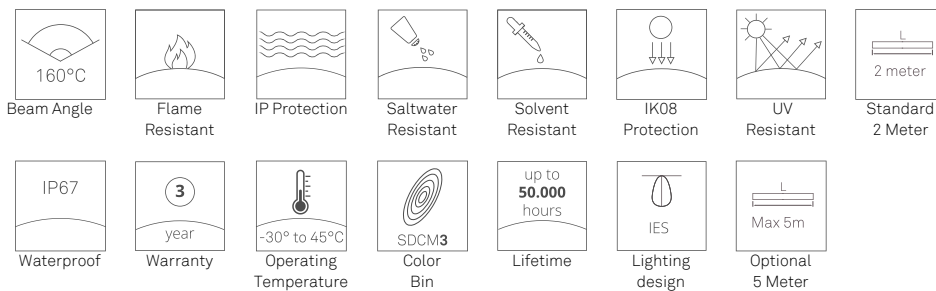 160°C
Beam Angle
Flame
Resistant
IP Protection
Saltwater
Resistant
Solvent
Resistant
IK08
Protection
UV
Resistant
L
2 meter
Standard
2 Meter
IP67
Waterproof
3
year
Warranty
-30° to 45°C
Operating
Temperature
SDCM3
Color
Bin
up to
50.000
hours
Lifetime
IES
Lighting
design
L
Max 5m
Optional
5 Meter